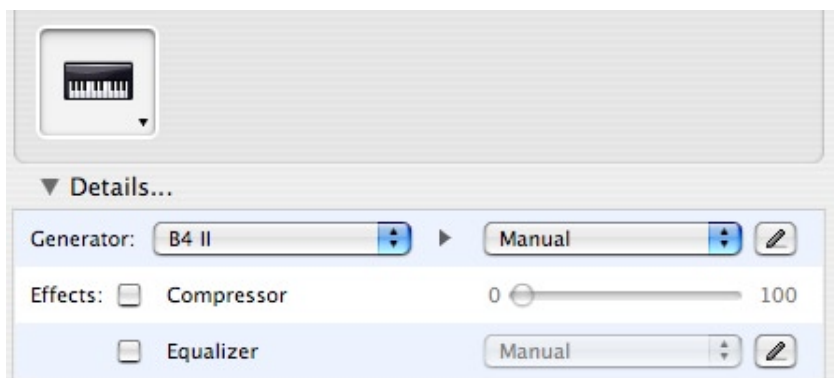 Details...
Generator: B4 II Manual
Effects: Compressor 0 100
Equalizer Manual